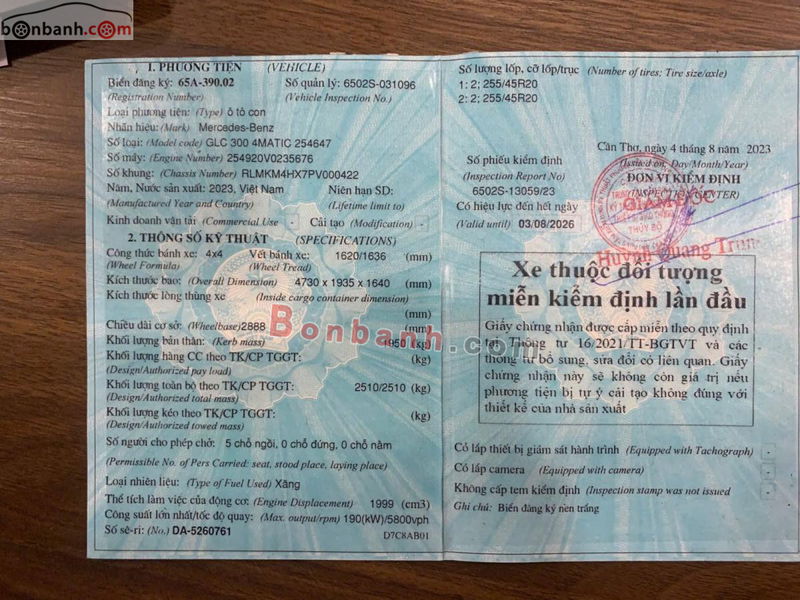 bonbanh.com
1. PHƯƠNG TIỆN (VEHICLE)
Biển đăng ký: 65A-390.02 Số quản lý: 6502S-031096
(Registration Number) (Vehicle Inspection No.)
Loại phương tiện: (Type) ô tô con
Nhãn hiệu: (Mark) Mercedes-Benz
Số loại: (Model code) GLC 300 4MATIC 254647
Số máy: (Engine Number) 254920V0235676
Số khung: (Chassis Number) RLMKM4HX7PV000422
Năm, Nước sản xuất: 2023, Việt Nam Niên hạn SD:
(Manufactured Year and Country) (Lifetime limit to)
Kinh doanh vận tải (Commercial Use - Cải tạo (Modification) -
2. THÔNG SỐ KỸ THUẬT (SPECIFICATIONS)
Công thức bánh xe: 4x4 Vết bánh xe: 1620/1636 (mm)
(Wheel Formula) (Wheel Tread)
Kích thước bao: (Overall Dimension) 4730 x 1935 x 1640 (mm)
Kích thước lòng thùng xe (Inside cargo container dimension)
(mm)
Chiều dài cơ sở: (Wheelbase) 2888 (mm)
Khối lượng bản thân: (Kerb mass) 1950 (kg)
Khối lượng hàng CC theo TK/CP TGGT: (kg)
(Design/Authorized pay load)
Khối lượng toàn bộ theo TK/CP TGGT: 2510/2510 (kg)
(Design/Authorized total mass)
Khối lượng kéo theo TK/CP TGGT: (kg)
(Design/Authorized towed mass)
Số người cho phép chở: 5 chỗ ngồi, 0 chỗ đứng, 0 chỗ nằm
(Permissible No. of Pers Carried: seat, stood place, laying place)
Loại nhiên liệu: (Type of Fuel Used) Xăng
Thể tích làm việc của động cơ: (Engine Displacement) 1999 (cm3)
Công suất lớn nhất/tốc độ quay: (Max. output/rpm) 190(kW)/5800vph
Số sê-ri: (No.) DA-5260761 D7C8AB01
Số lượng lốp, cỡ lốp/trục (Number of tires; Tire size/axle)
1: 2; 255/45R20
2: 2; 255/45R20
Cần Thơ, ngày 4 tháng 8 năm 2023
Số phiếu kiểm định (Issued on: Day/Month/Year)
(Inspection Report No) ĐƠN VỊ KIỂM ĐỊNH
6502S-13059/23 (INSPECTION CENTER)
Có hiệu lực đến hết ngày GIÁM ĐỐC
(Valid until) 03/08/2026
THỦY BỘ
Huỳnh Quang Trung
Xe thuộc đối tượng
miễn kiểm định lần đầu
Giấy chứng nhận được cấp miễn theo quy định
tại Thông tư 16/2021/TT-BGTVT và các
thông tư bổ sung, sửa đổi có liên quan. Giấy
chứng nhận này sẽ không còn giá trị nếu
phương tiện bị tự ý cải tạo không đúng với
thiết kế của nhà sản xuất
Có lắp thiết bị giám sát hành trình (Equipped with Tachograph) -
Có lắp camera (Equipped with camera) -
Không cấp tem kiểm định (Inspection stamp was not issued -
Ghi chú: Biển đăng ký nền trắng
Bonbanh.com